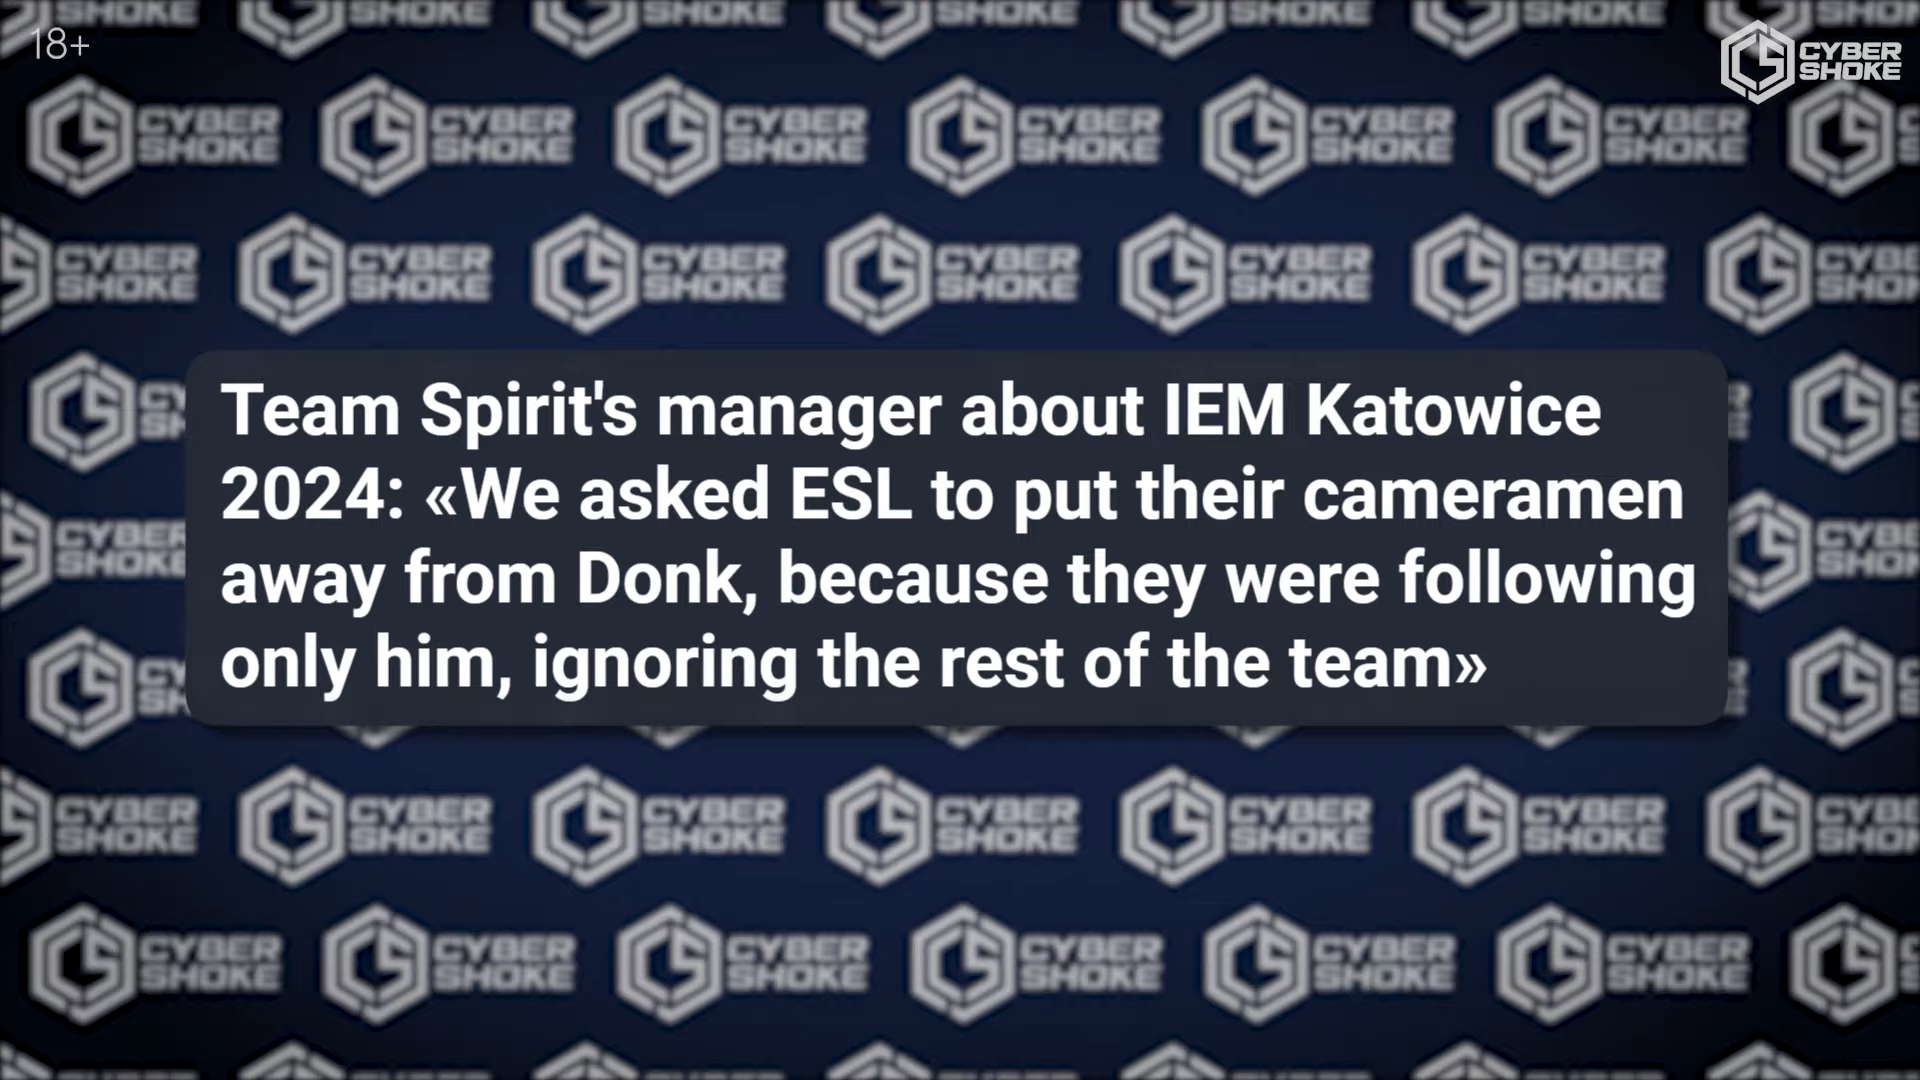 18+
CYBER
SHOKE
Team Spirit's manager about IEM Katowice
2024: «We asked ESL to put their cameramen
away from Donk, because they were following
only him, ignoring the rest of the team»